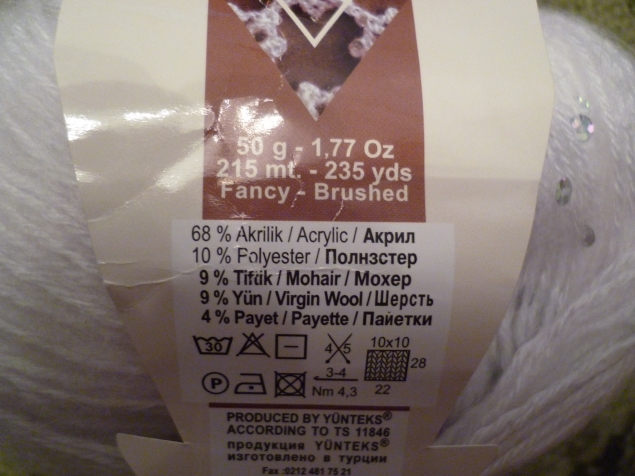 50 g - 1,77 Oz
215 mt. - 235 yds
Fancy - Brushed
68 % Akrilik / Acrylic / Акрил
10 % Polyester / Полнзстер
9 % Tiftik / Mohair / Мохер
9 % Yün / Virgin Wool / Шерсть
4 % Payet / Payette / Пайетки
30 4 5 10x10 28
P 3-4 Nm 4,3 22
PRODUCED BY YÜNTEKS®
ACCORDING TO TS 11846
продукция YÜNTEKS®
изготовлено в турции
Fax :0212 481 75 21